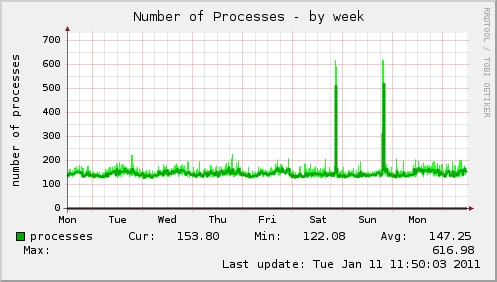 Number of Processes - by week
RRDTOOL / TOBI OETIKER
number of processes
700
600
500
400
300
200
100
0
Mon Tue Wed Thu Fri Sat Sun Mon
processes Cur: 153.80 Min: 122.08 Avg: 147.25
Max: 616.98
Last update: Tue Jan 11 11:50:03 2011